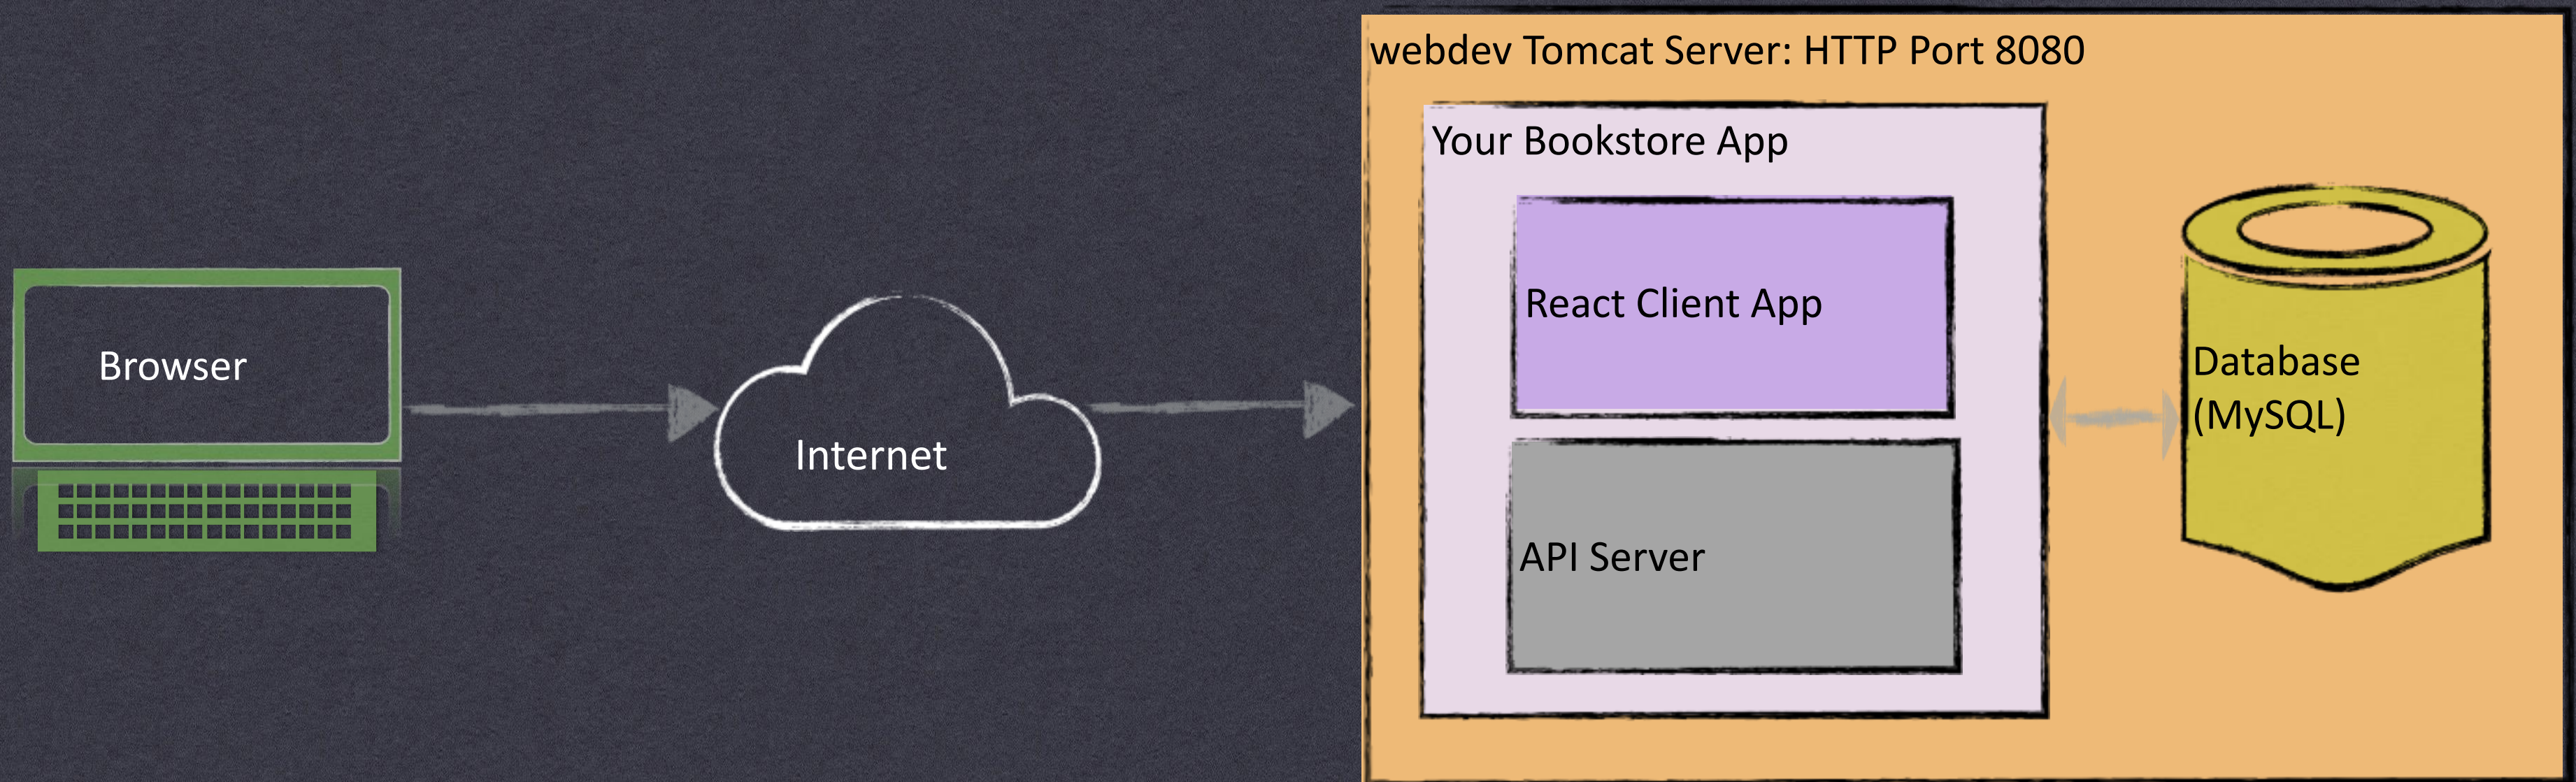 webdev Tomcat Server: HTTP Port 8080
Your Bookstore App
React Client App
Browser
Database
(MySQL)
Internet
API Server